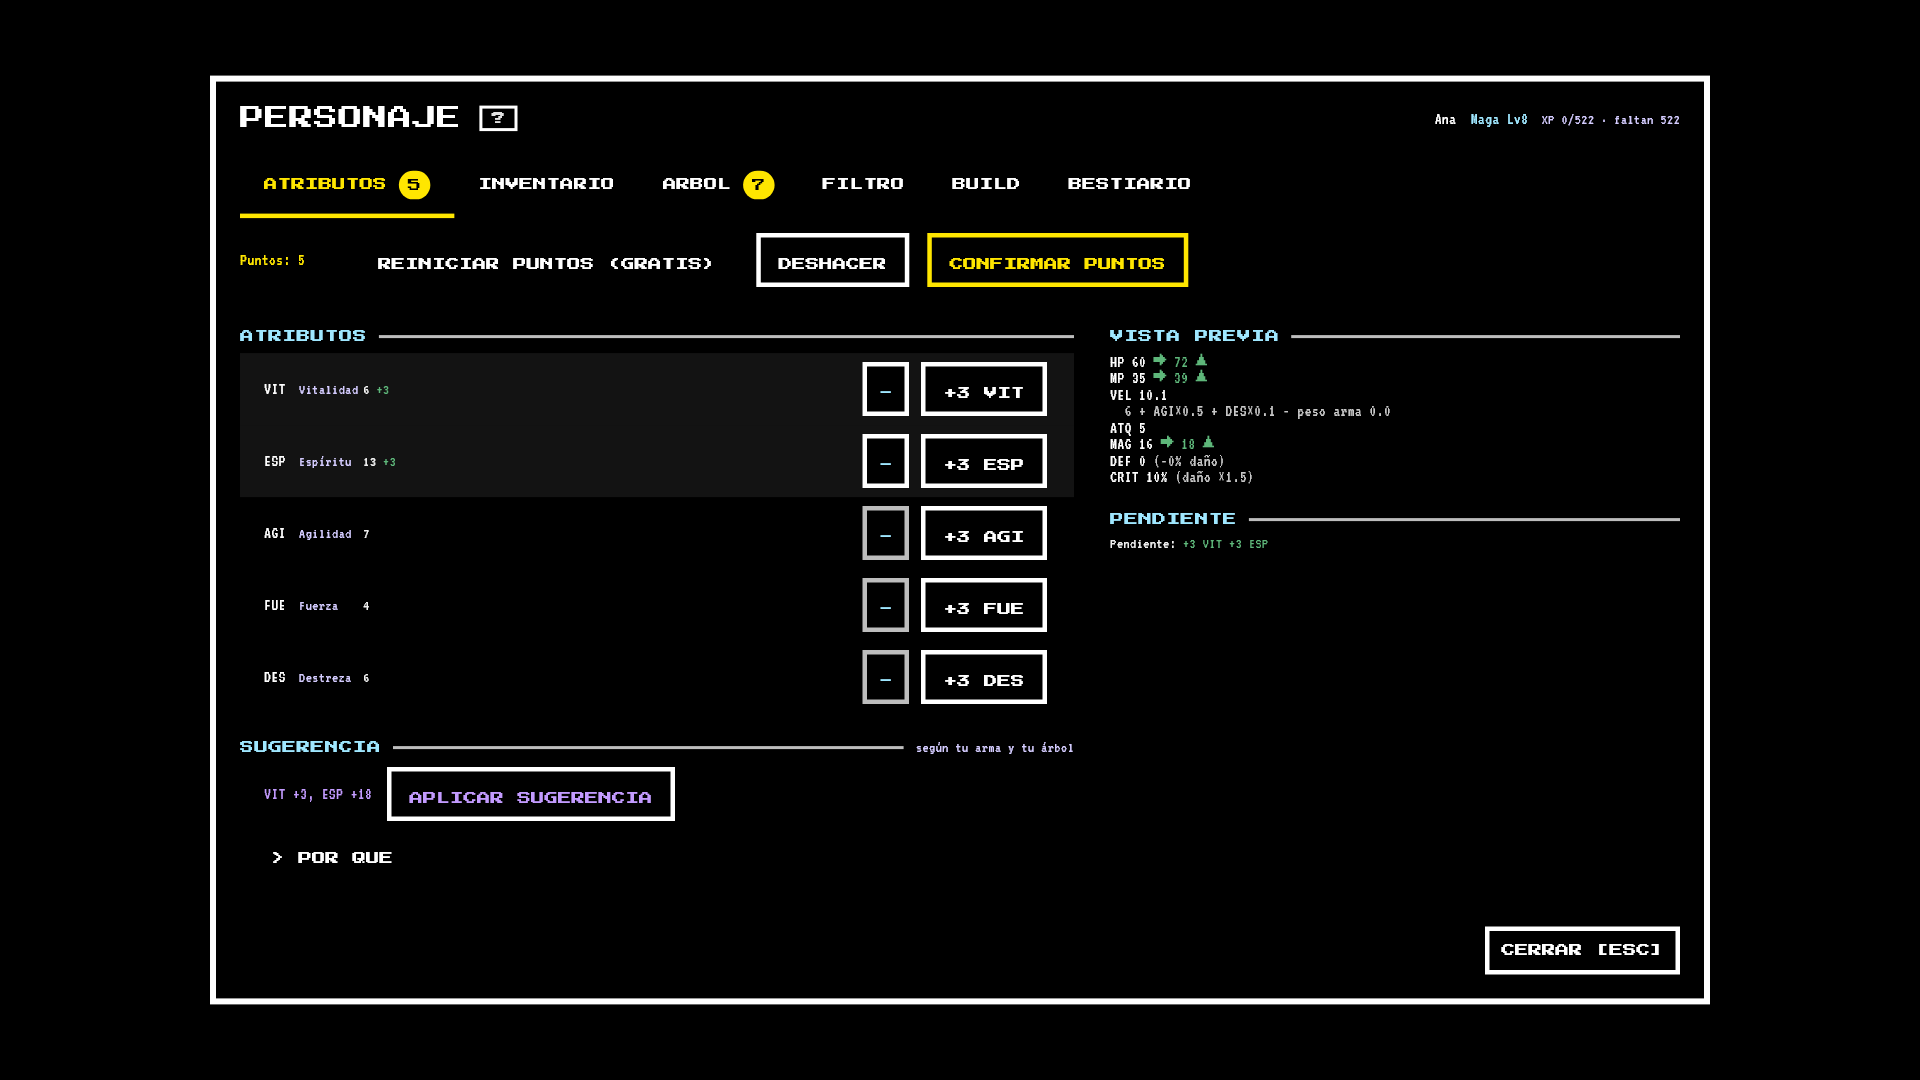 PERSONAJE ?
Ana Maga Lv8 XP 0/522 · faltan 522
ATRIBUTOS 5 INVENTARIO ARBOL 7 FILTRO BUILD BESTIARIO
Puntos: 5 REINICIAR PUNTOS (GRATIS) DESHACER CONFIRMAR PUNTOS
ATRIBUTOS
VIT Vitalidad 6 +3 - +3 VIT
ESP Espíritu 13 +3 - +3 ESP
AGI Agilidad 7 - +3 AGI
FUE Fuerza 4 - +3 FUE
DES Destreza 6 - +3 DES
SUGERENCIA según tu arma y tu árbol
VIT +3, ESP +18 APLICAR SUGERENCIA
> POR QUE
VISTA PREVIA
HP 60 → 72 ▲
MP 35 → 39 ▲
VEL 10.1
6 + AGI×0.5 + DES×0.1 - peso arma 0.0
ATQ 5
MAG 16 → 18 ▲
DEF 0 (-0% daño)
CRIT 10% (daño ×1.5)
PENDIENTE
Pendiente: +3 VIT +3 ESP
CERRAR [ESC]